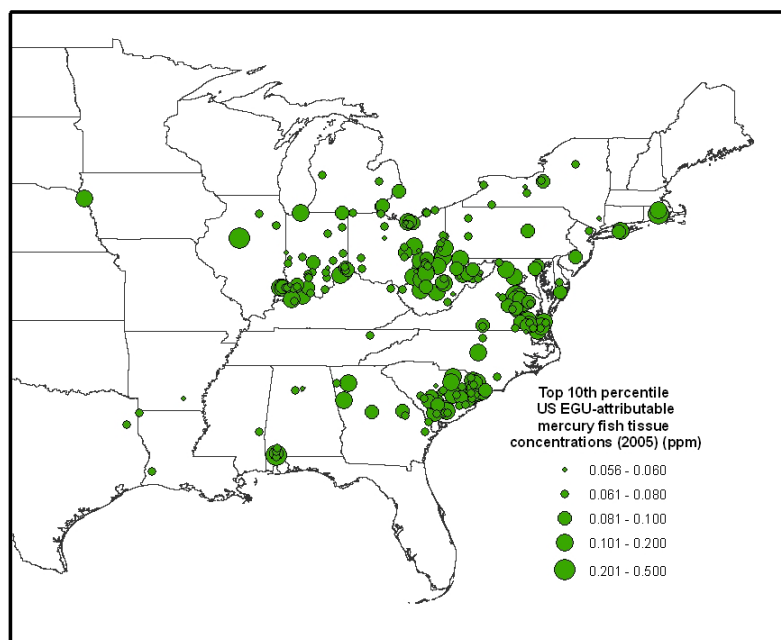 Top 10th percentile
US EGU-attributable
mercury fish tissue
concentrations (2005) (ppm)
0.056 - 0.060
0.061 - 0.080
0.081 - 0.100
0.101 - 0.200
0.201 - 0.500